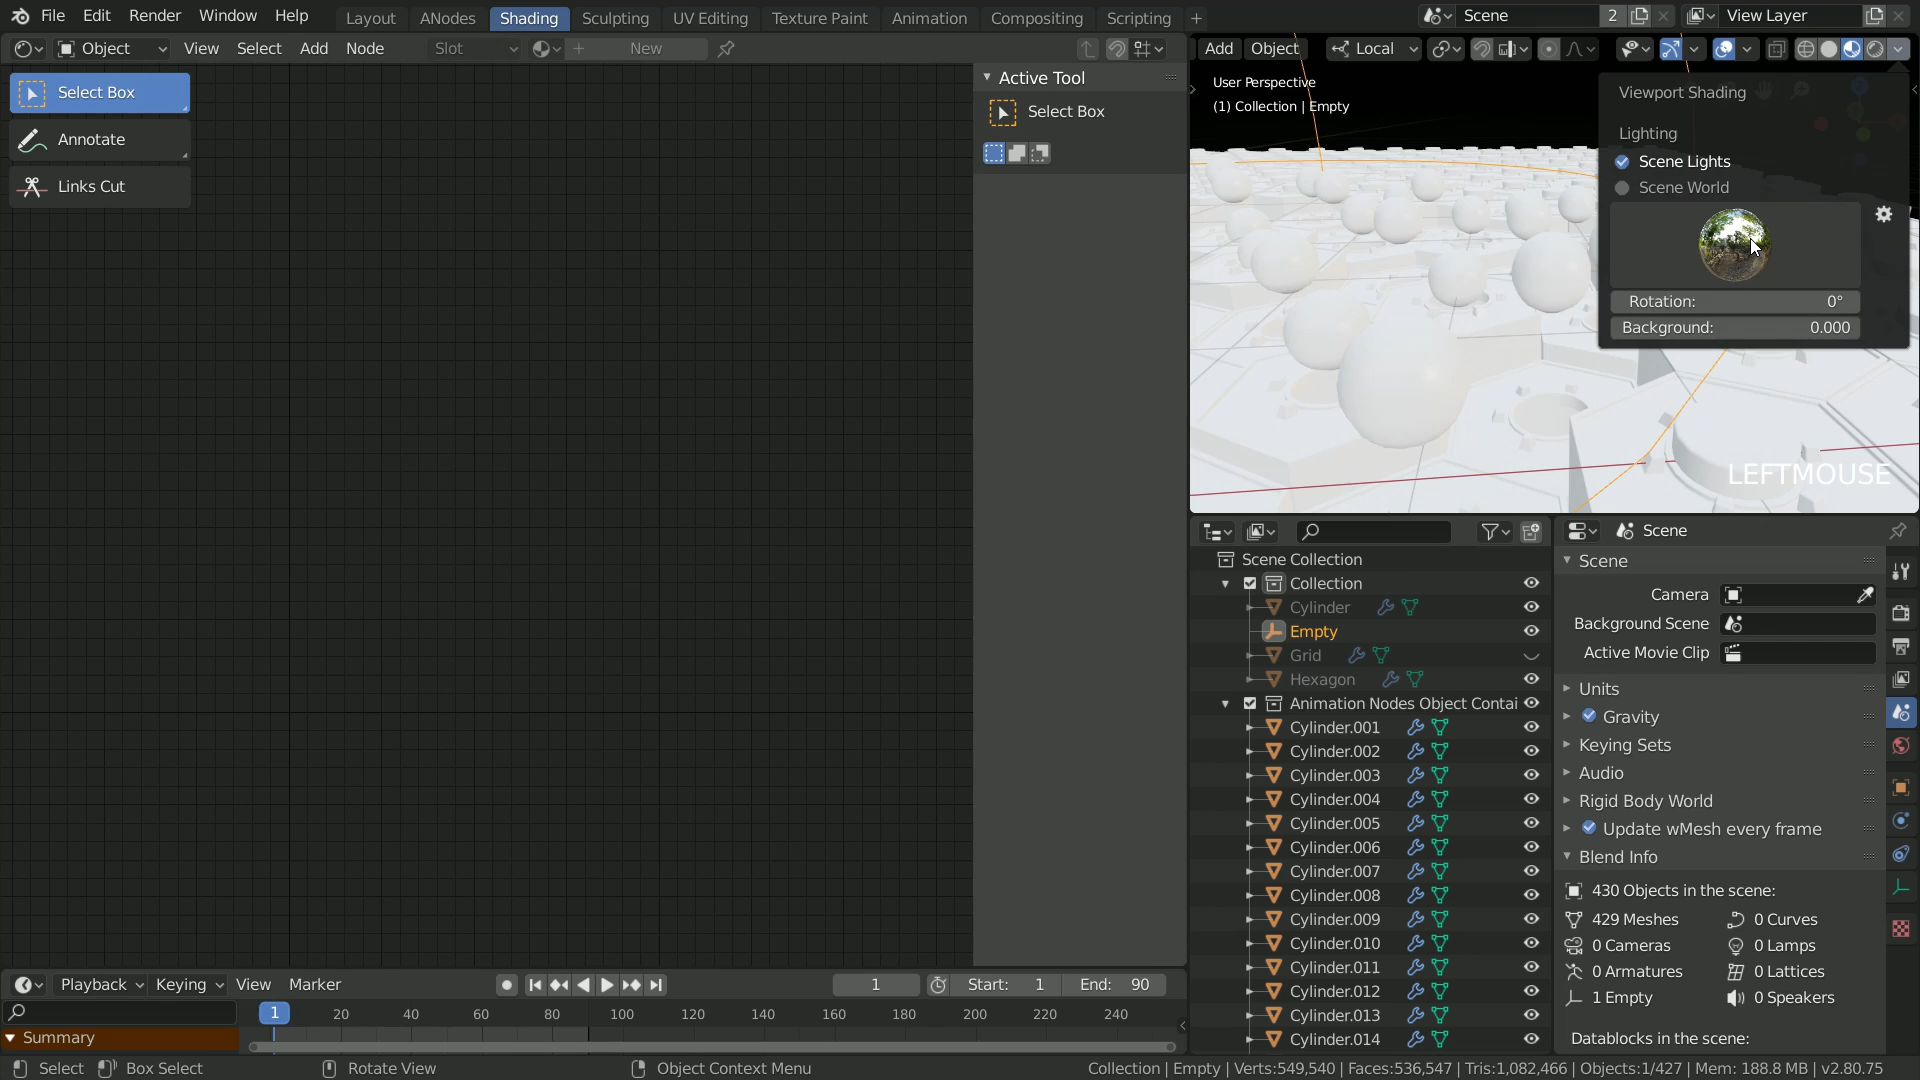 File Edit Render Window Help Layout ANodes Shading Sculpting UV Editing Texture Paint Animation Compositing Scripting + Scene 2 View Layer
Object View Select Add Node Slot + New Add Object Local
Select Box
Annotate
Links Cut
Active Tool
Select Box
User Perspective
(1) Collection | Empty
Viewport Shading
Lighting
Scene Lights
Scene World
Rotation: 0°
Background: 0.000
LEFTMOUSE
Scene Collection
Collection
Cylinder
Empty
Grid
Hexagon
Animation Nodes Object Contai
Cylinder.001
Cylinder.002
Cylinder.003
Cylinder.004
Cylinder.005
Cylinder.006
Cylinder.007
Cylinder.008
Cylinder.009
Cylinder.010
Cylinder.011
Cylinder.012
Cylinder.013
Cylinder.014
Scene
Scene
Camera
Background Scene
Active Movie Clip
Units
Gravity
Keying Sets
Audio
Rigid Body World
Update wMesh every frame
Blend Info
430 Objects in the scene:
429 Meshes 0 Curves
0 Cameras 0 Lamps
0 Armatures 0 Lattices
1 Empty 0 Speakers
Datablocks in the scene:
Playback Keying View Marker 1 Start: 1 End: 90
1 20 40 60 80 100 120 140 160 180 200 220 240
Summary
Select Box Select Rotate View Object Context Menu Collection | Empty | Verts:549,540 | Faces:536,547 | Tris:1,082,466 | Objects:1/427 | Mem: 188.8 MB | v2.80.75